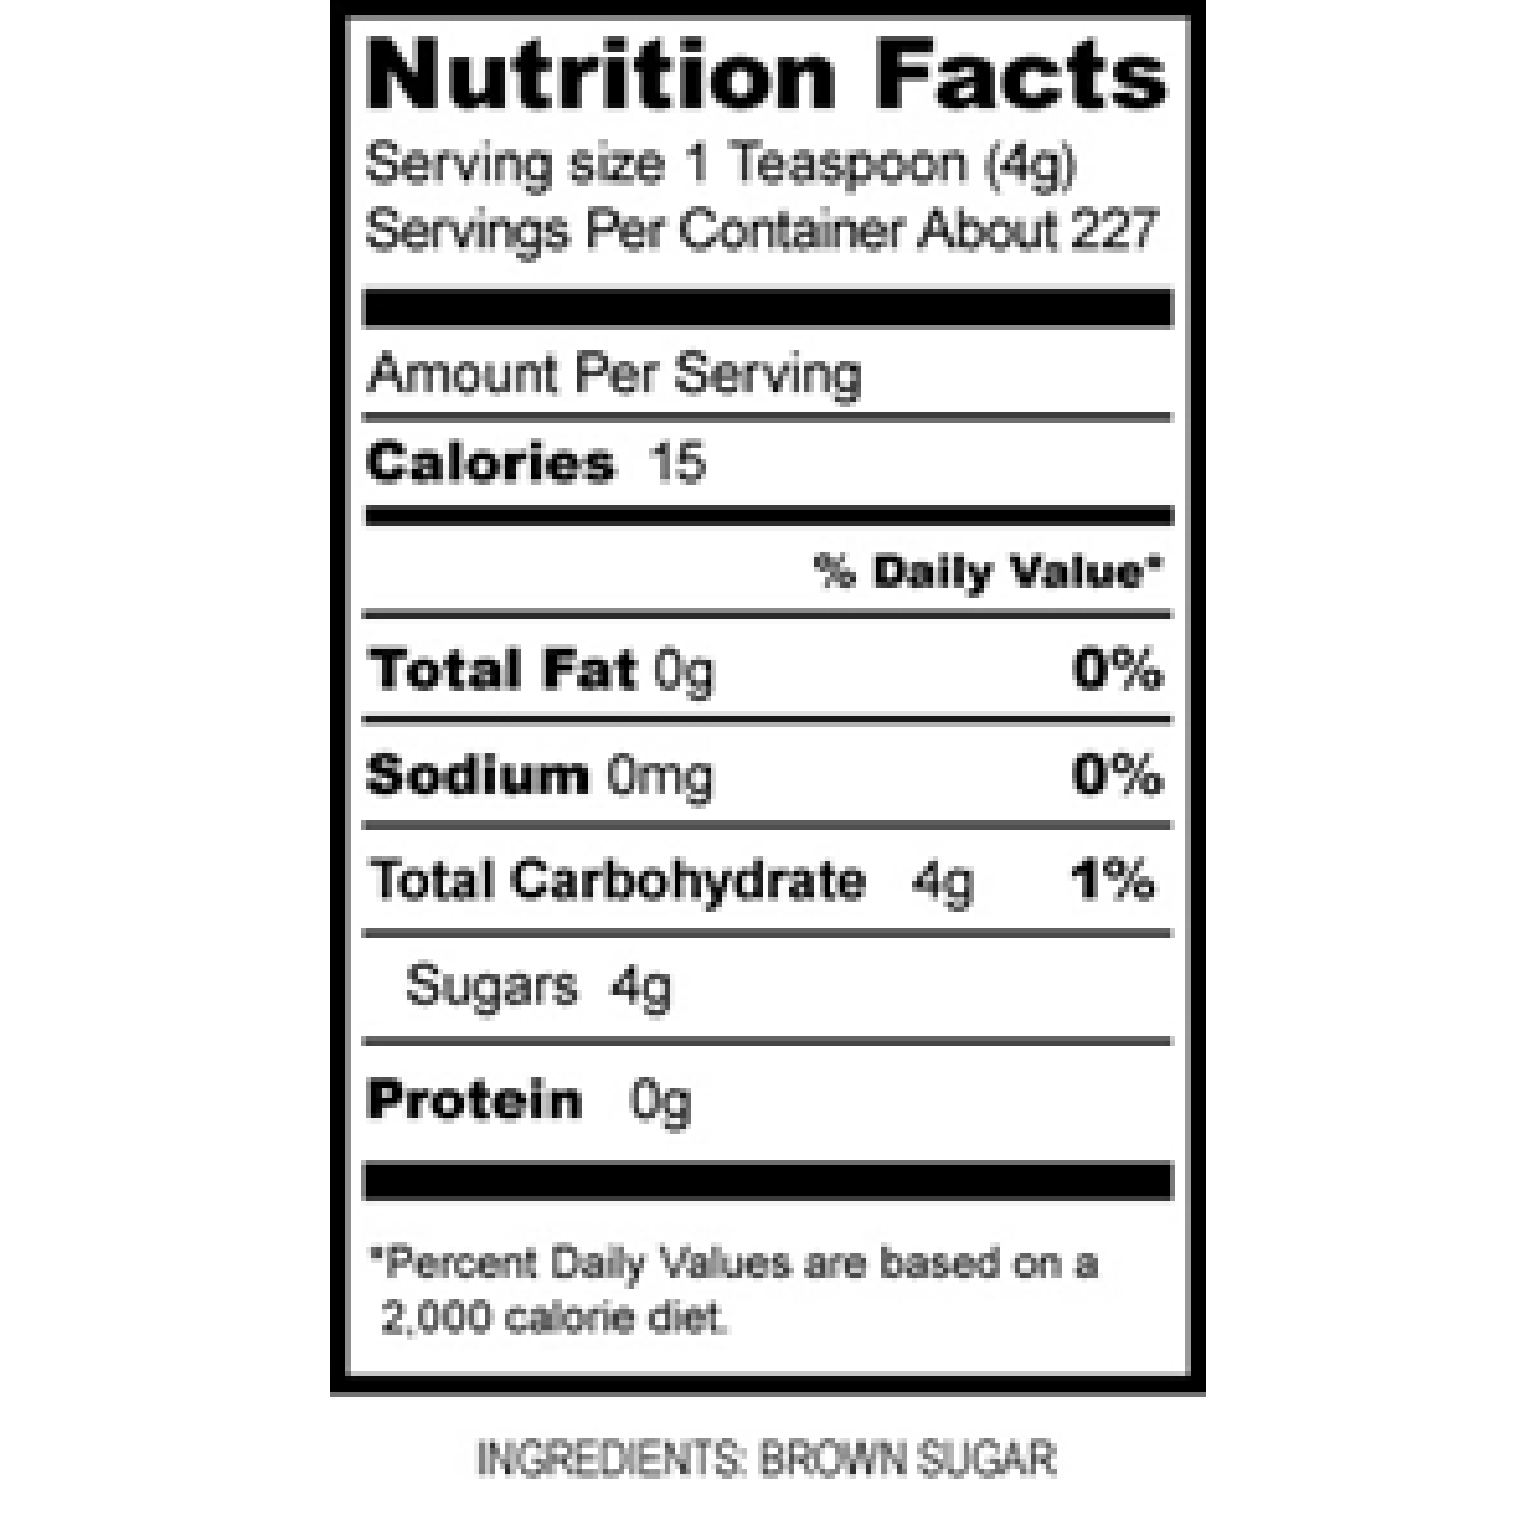 Nutrition Facts
Serving size 1 Teaspoon (4g)
Servings Per Container About 227
Amount Per Serving
Calories 15
% Daily Value*
Total Fat 0g 0%
Sodium 0mg 0%
Total Carbohydrate 4g 1%
Sugars 4g
Protein 0g
*Percent Daily Values are based on a
2,000 calorie diet.
INGREDIENTS: BROWN SUGAR